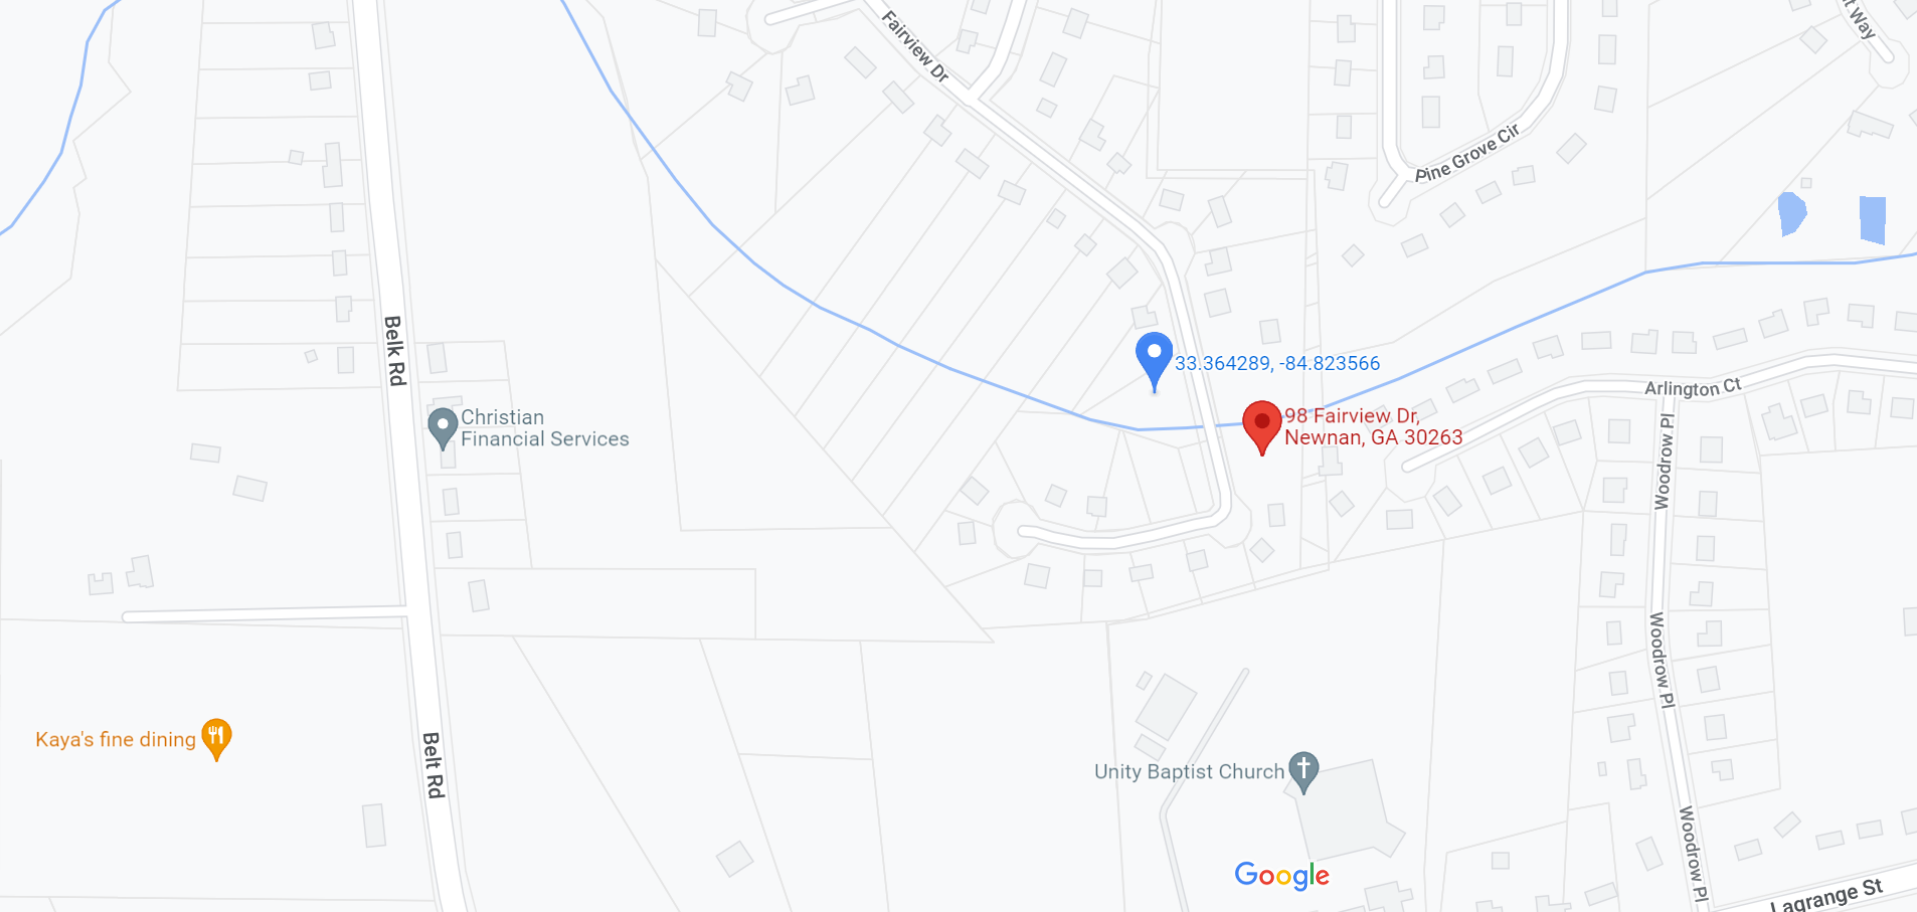 Fairview Dr
t Way
Pine Grove Cir
Belk Rd
33.364289, -84.823566
Arlington Ct
Christian
Financial Services
98 Fairview Dr,
Newnan, GA 30263
Woodrow Pl
Woodrow Pl
Kaya's fine dining
Belt Rd
Unity Baptist Church
Woodrow Pl
Google
Lagrange St